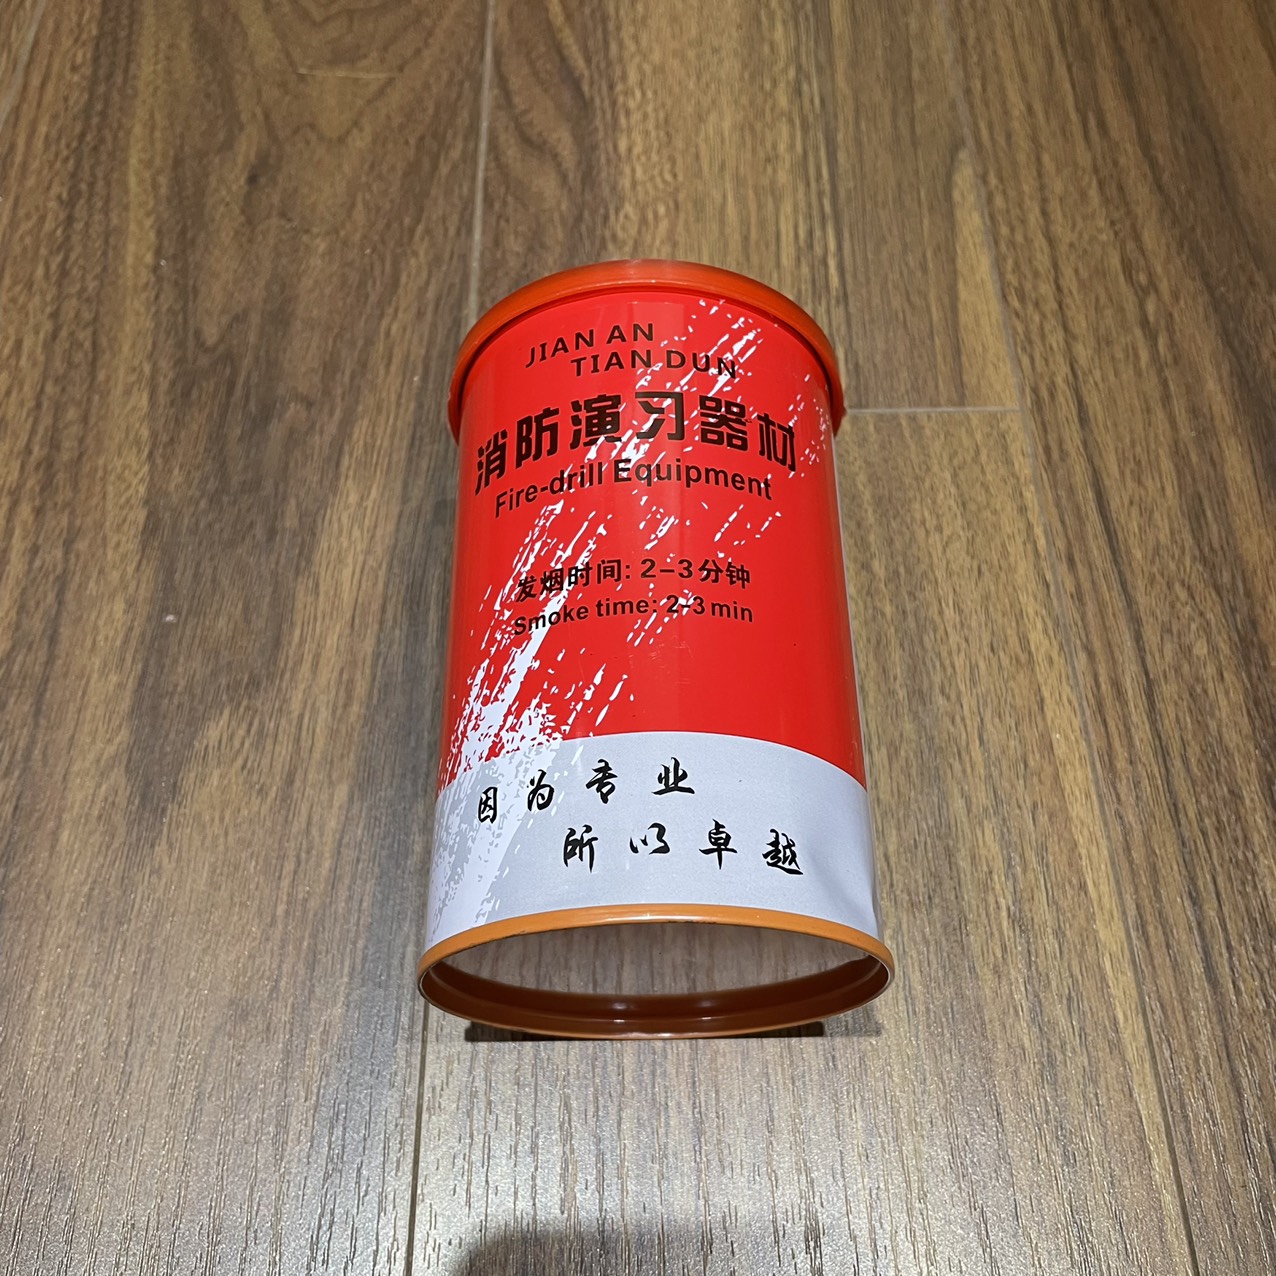 JIAN AN
TIAN DUN
消防演习器材
Fire-drill Equipment
发烟时间: 2-3分钟
Smoke time: 2-3 min
因为专业
所以卓越